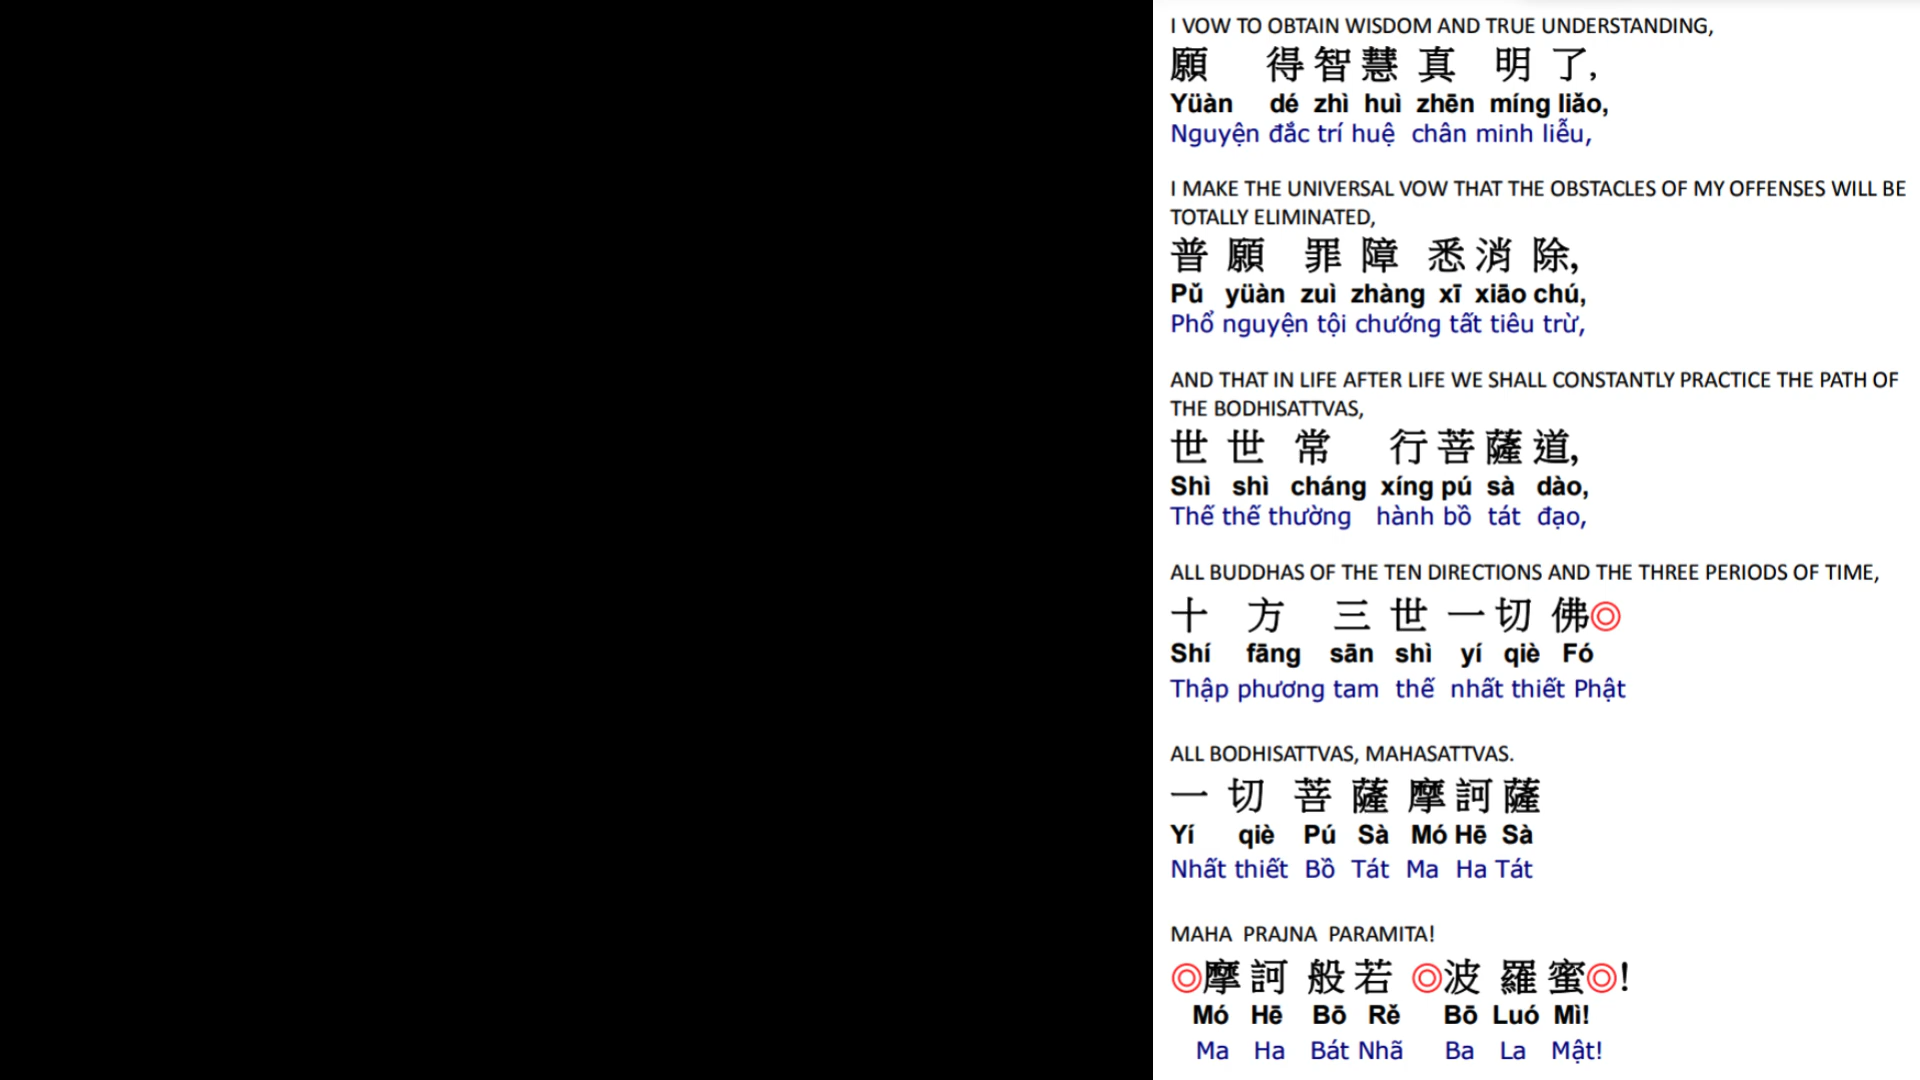 I VOW TO OBTAIN WISDOM AND TRUE UNDERSTANDING,
願 得 智 慧 真 明 了,
Yüàn dé zhì huì zhēn míng liǎo,
Nguyện đắc trí huệ chân minh liễu,
I MAKE THE UNIVERSAL VOW THAT THE OBSTACLES OF MY OFFENSES WILL BE
TOTALLY ELIMINATED,
普 願 罪 障 悉 消 除,
Pǔ yüàn zuì zhàng xī xiāo chú,
Phổ nguyện tội chướng tất tiêu trừ,
AND THAT IN LIFE AFTER LIFE WE SHALL CONSTANTLY PRACTICE THE PATH OF
THE BODHISATTVAS,
世 世 常 行 菩 薩 道,
Shì shì cháng xíng pú sà dào,
Thế thế thường hành bồ tát đạo,
ALL BUDDHAS OF THE TEN DIRECTIONS AND THE THREE PERIODS OF TIME,
十 方 三 世 一 切 佛◎
Shí fāng sān shì yí qiè Fó
Thập phương tam thế nhất thiết Phật
ALL BODHISATTVAS, MAHASATTVAS.
一 切 菩 薩 摩 訶 薩
Yí qiè Pú Sà Mó Hē Sà
Nhất thiết Bồ Tát Ma Ha Tát
MAHA PRAJNA PARAMITA!
◎摩 訶 般 若 ◎波 羅 蜜◎!
Mó Hē Bō Rě Bō Luó Mì!
Ma Ha Bát Nhã Ba La Mật!